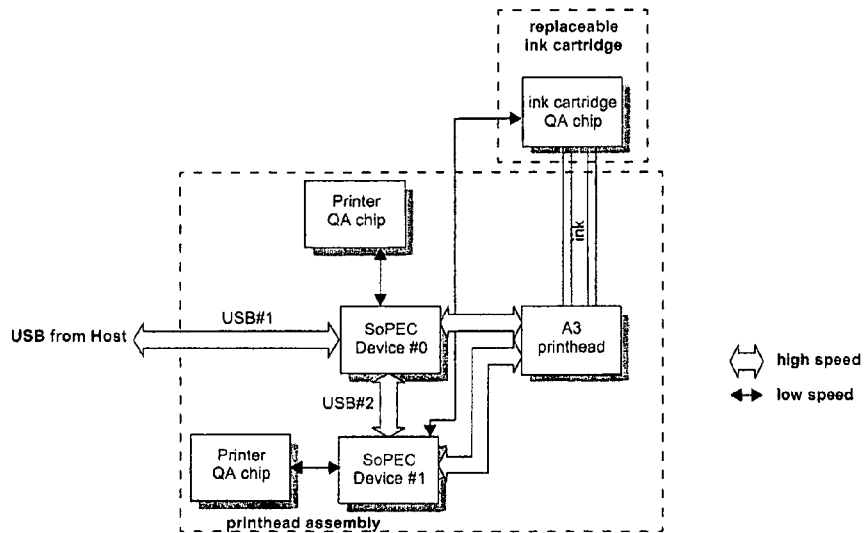 replaceable
ink cartridge
ink cartridge
QA chip
Printer
QA chip
ink
USB from Host
USB#1
SoPEC
Device #0
A3
printhead
high speed
low speed
USB#2
Printer
QA chip
SoPEC
Device #1
printhead assembly